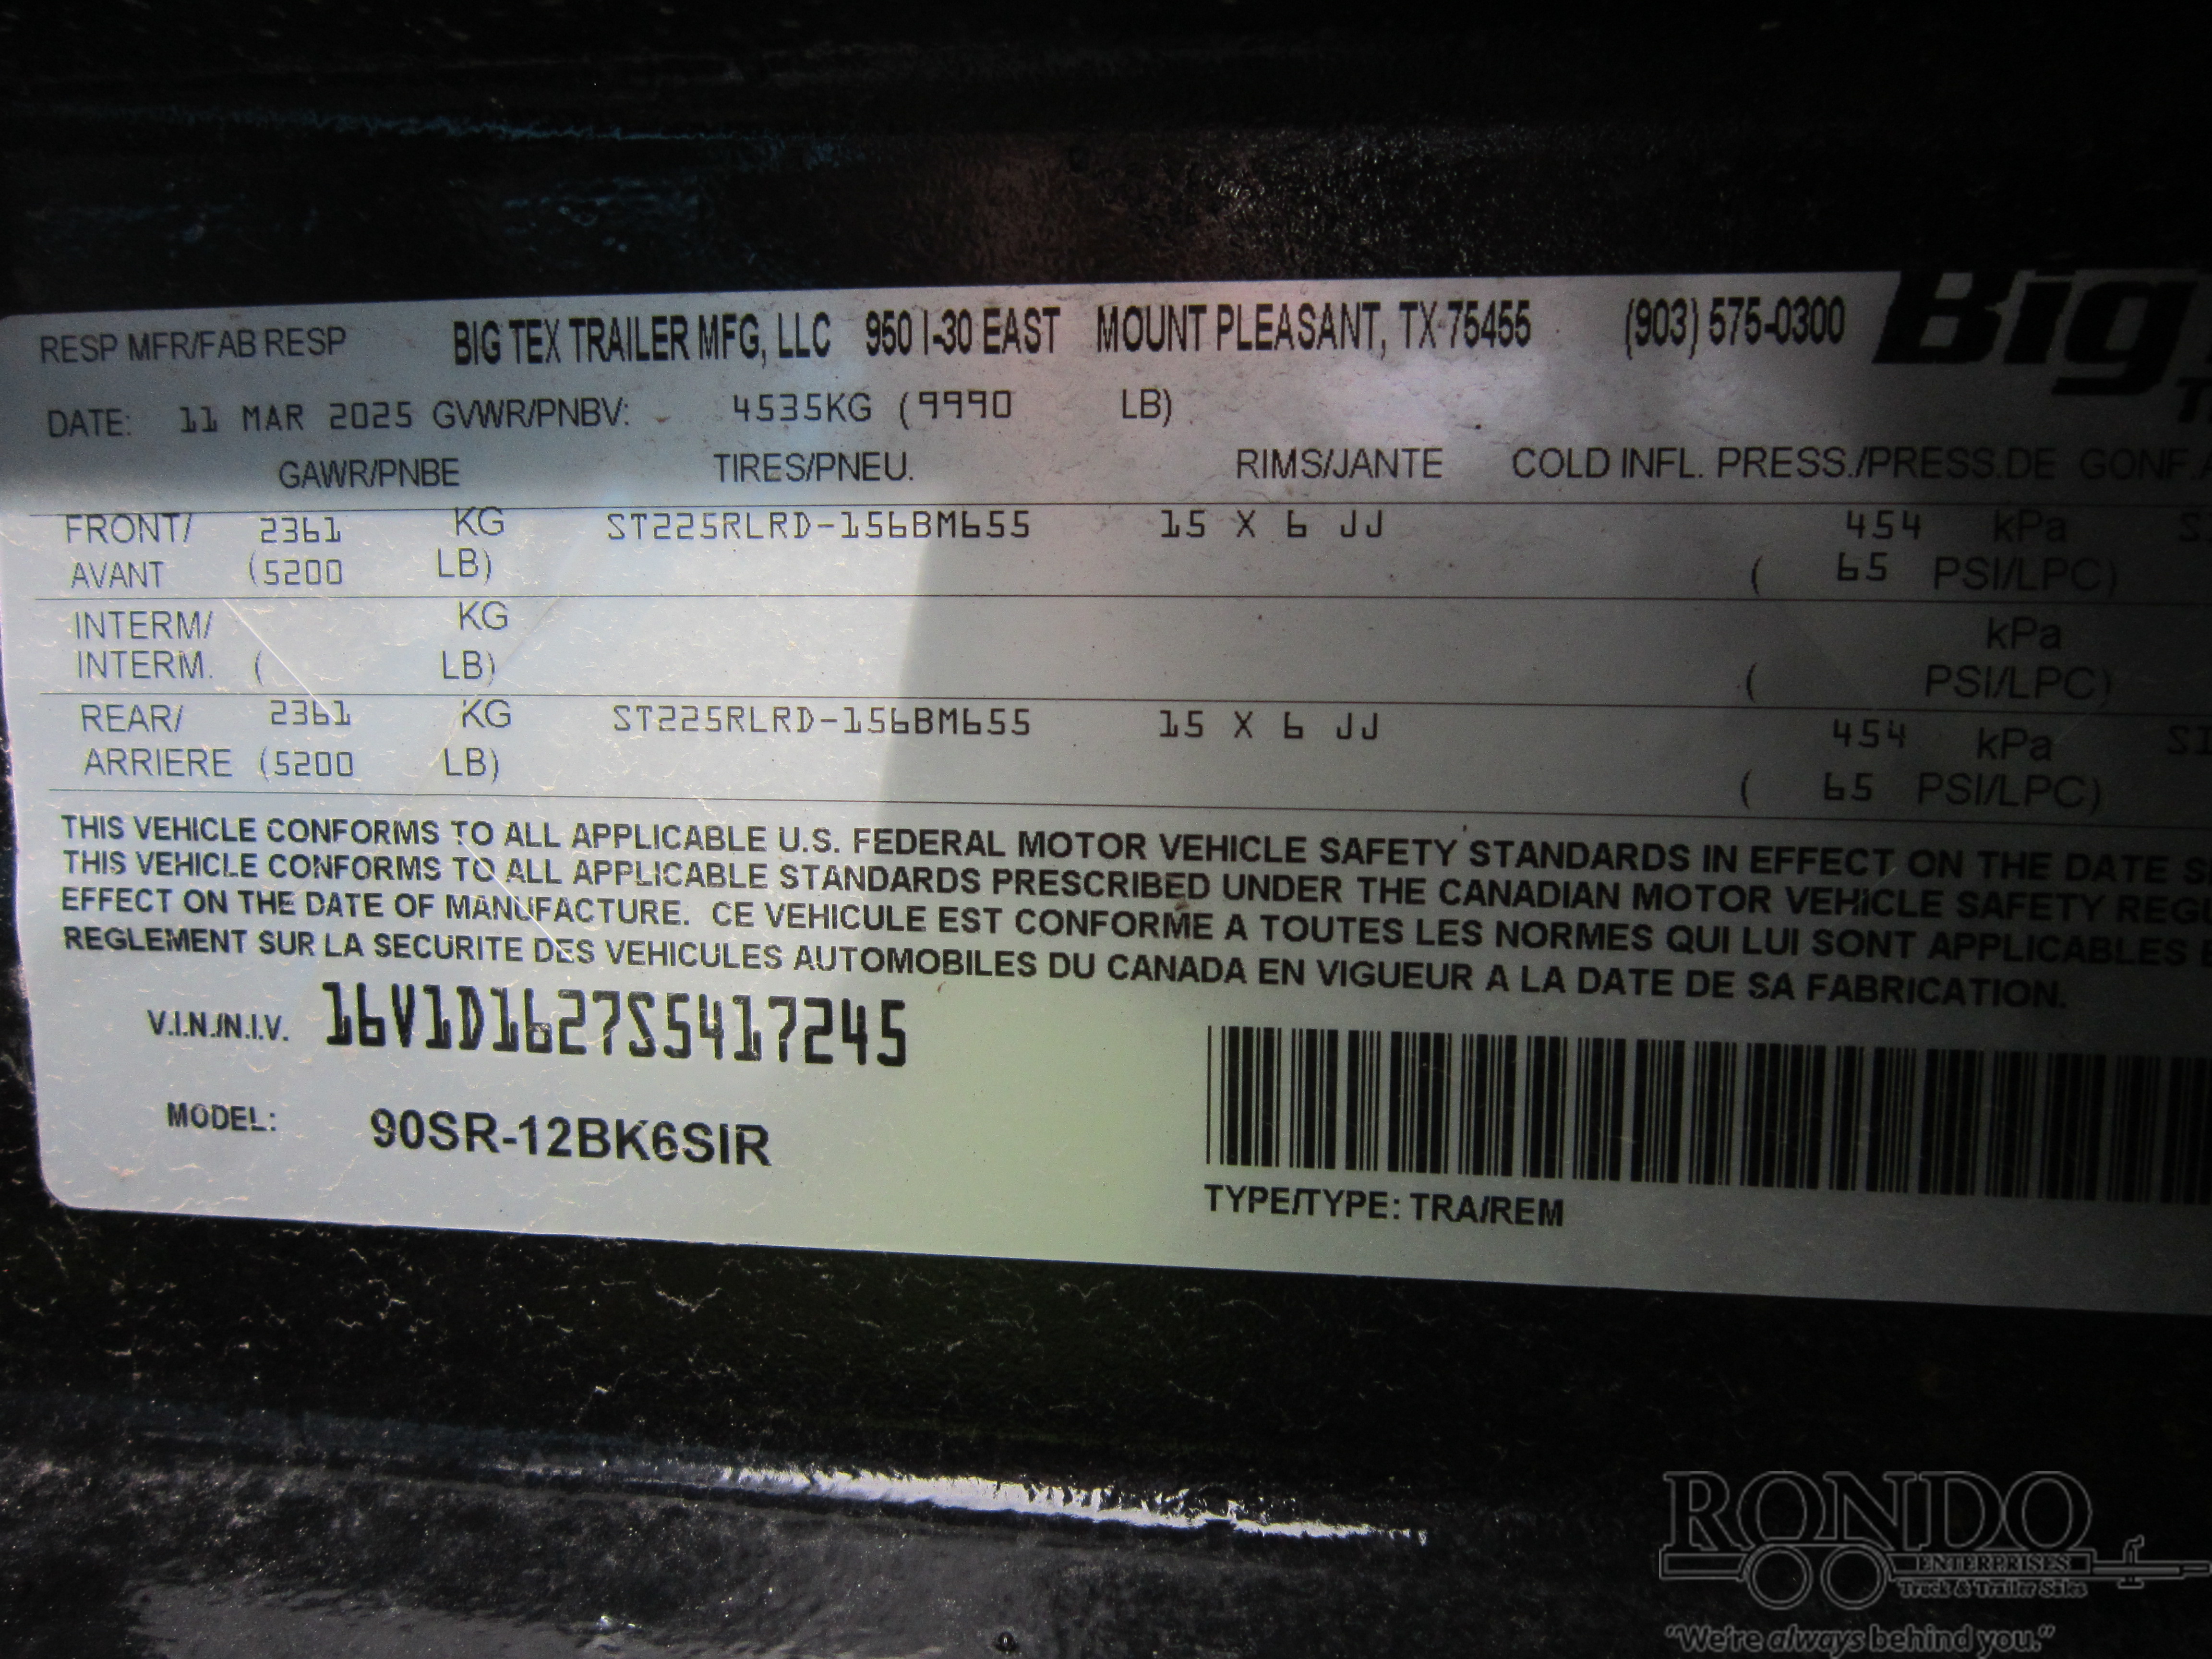 RESP MFR/FAB RESP BIG TEX TRAILER MFG, LLC 950 I-30 EAST MOUNT PLEASANT, TX 75455 (903) 575-0300 Big
DATE: 11 MAR 2025 GVWR/PNBV: 4535KG (9990 LB)
GAWR/PNBE TIRES/PNEU. RIMS/JANTE COLD INFL. PRESS./PRESS.DE GONF.
FRONT/ 2361 KG ST225RLRD-156BM655 15 X 6 JJ 454 kPa
AVANT (5200 LB) ( 65 PSI/LPC)
INTERM/ KG kPa
INTERM. ( LB) ( PSI/LPC)
REAR/ 2361 KG ST225RLRD-156BM655 15 X 6 JJ 454 kPa
ARRIERE (5200 LB) ( 65 PSI/LPC)
THIS VEHICLE CONFORMS TO ALL APPLICABLE U.S. FEDERAL MOTOR VEHICLE SAFETY STANDARDS IN EFFECT ON THE DATE
THIS VEHICLE CONFORMS TO ALL APPLICABLE STANDARDS PRESCRIBED UNDER THE CANADIAN MOTOR VEHICLE SAFETY REG
EFFECT ON THE DATE OF MANUFACTURE. CE VEHICULE EST CONFORME A TOUTES LES NORMES QUI LUI SONT APPLICABLES
REGLEMENT SUR LA SECURITE DES VEHICULES AUTOMOBILES DU CANADA EN VIGUEUR A LA DATE DE SA FABRICATION.
V.I.N./N.I.V. 16V1D1627S5417245
MODEL: 90SR-12BK6SIR
TYPE/TYPE: TRA/REM
RONDO
ENTERPRISES
Truck & Trailer Sales
"We're always behind you."